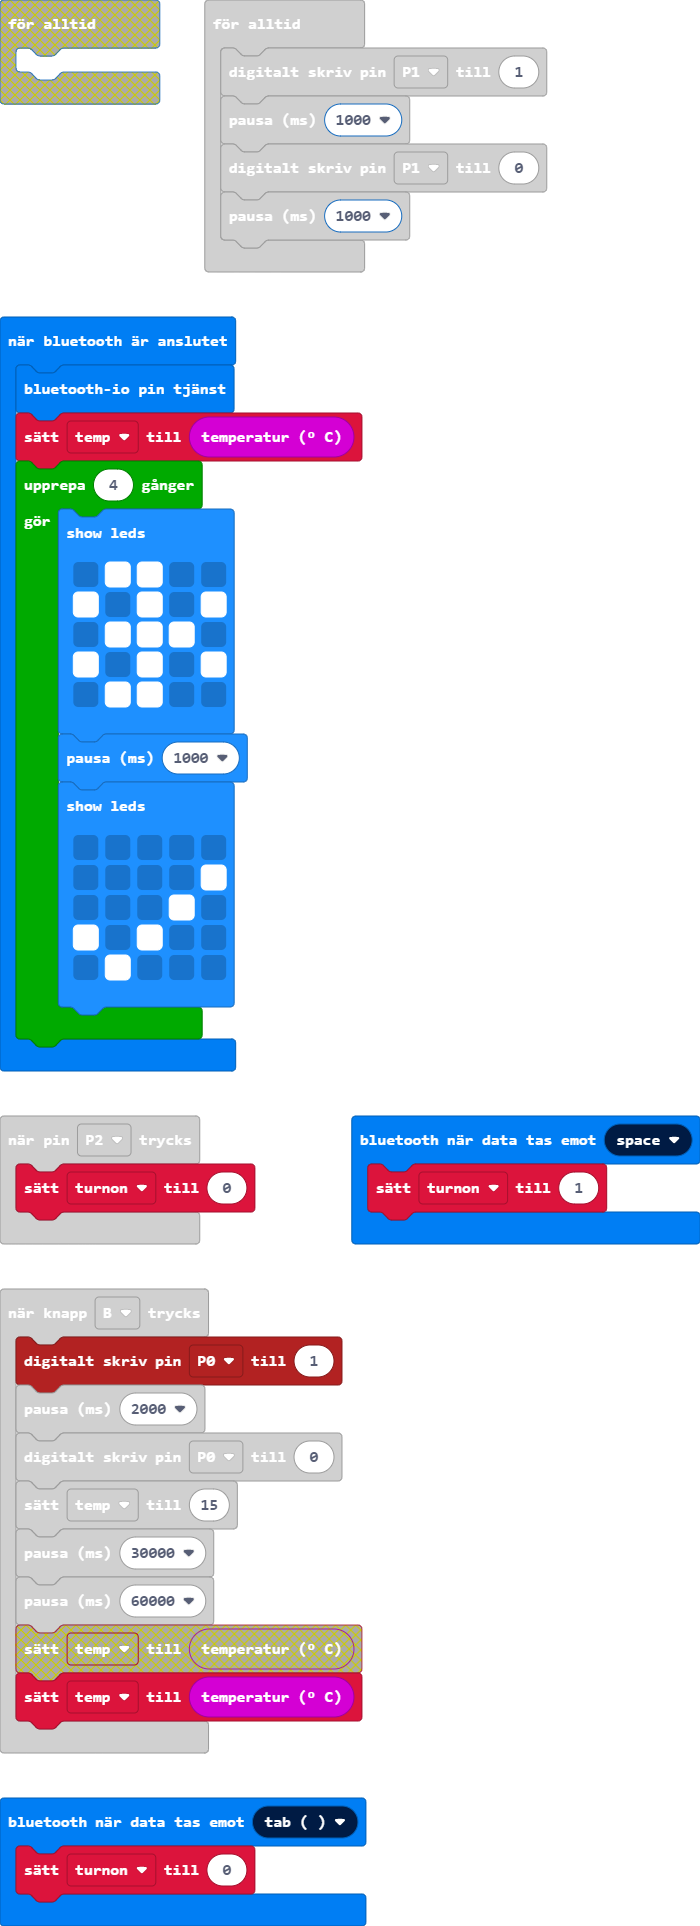 för alltid
för alltid
digitalt skriv pin P1 till 1
pausa (ms) 1000
digitalt skriv pin P1 till 0
pausa (ms) 1000
när bluetooth är anslutet
bluetooth-io pin tjänst
sätt temp till temperatur (º C)
upprepa 4 gånger
gör
show leds
pausa (ms) 1000
show leds
när pin P2 trycks
sätt turnon till 0
bluetooth när data tas emot space
sätt turnon till 1
när knapp B trycks
digitalt skriv pin P0 till 1
pausa (ms) 2000
digitalt skriv pin P0 till 0
sätt temp till 15
pausa (ms) 30000
pausa (ms) 60000
sätt temp till temperatur (º C)
sätt temp till temperatur (º C)
bluetooth när data tas emot tab ( )
sätt turnon till 0